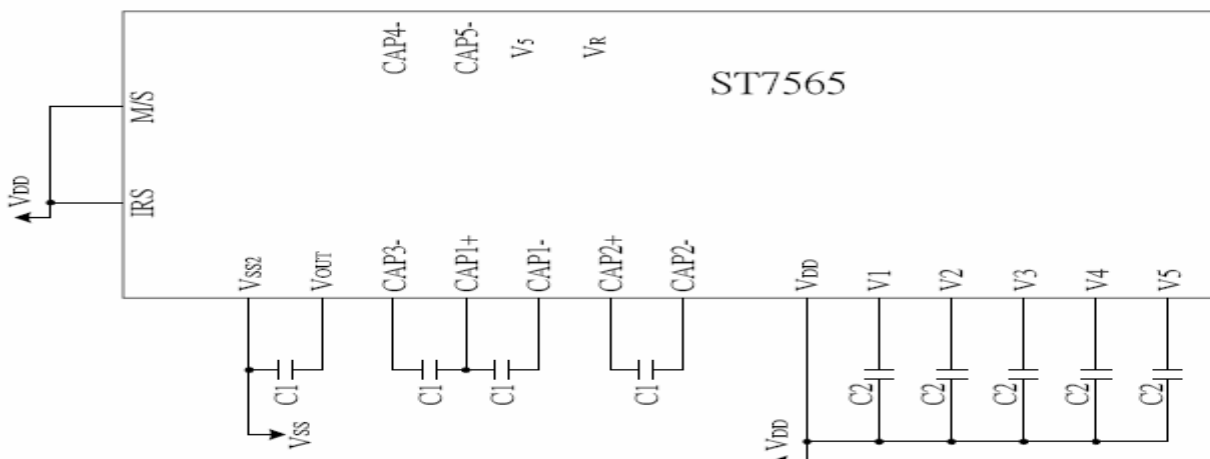 CAP4-
CAP5-
V5
VR
ST7565
M/S
IRS
VDD
VSS2
VOUT
CAP3-
CAP1+
CAP1-
CAP2+
CAP2-
VDD
V1
V2
V3
V4
V5
C1
C1
C1
C1
C2
C2
C2
C2
C2
VSS
VDD